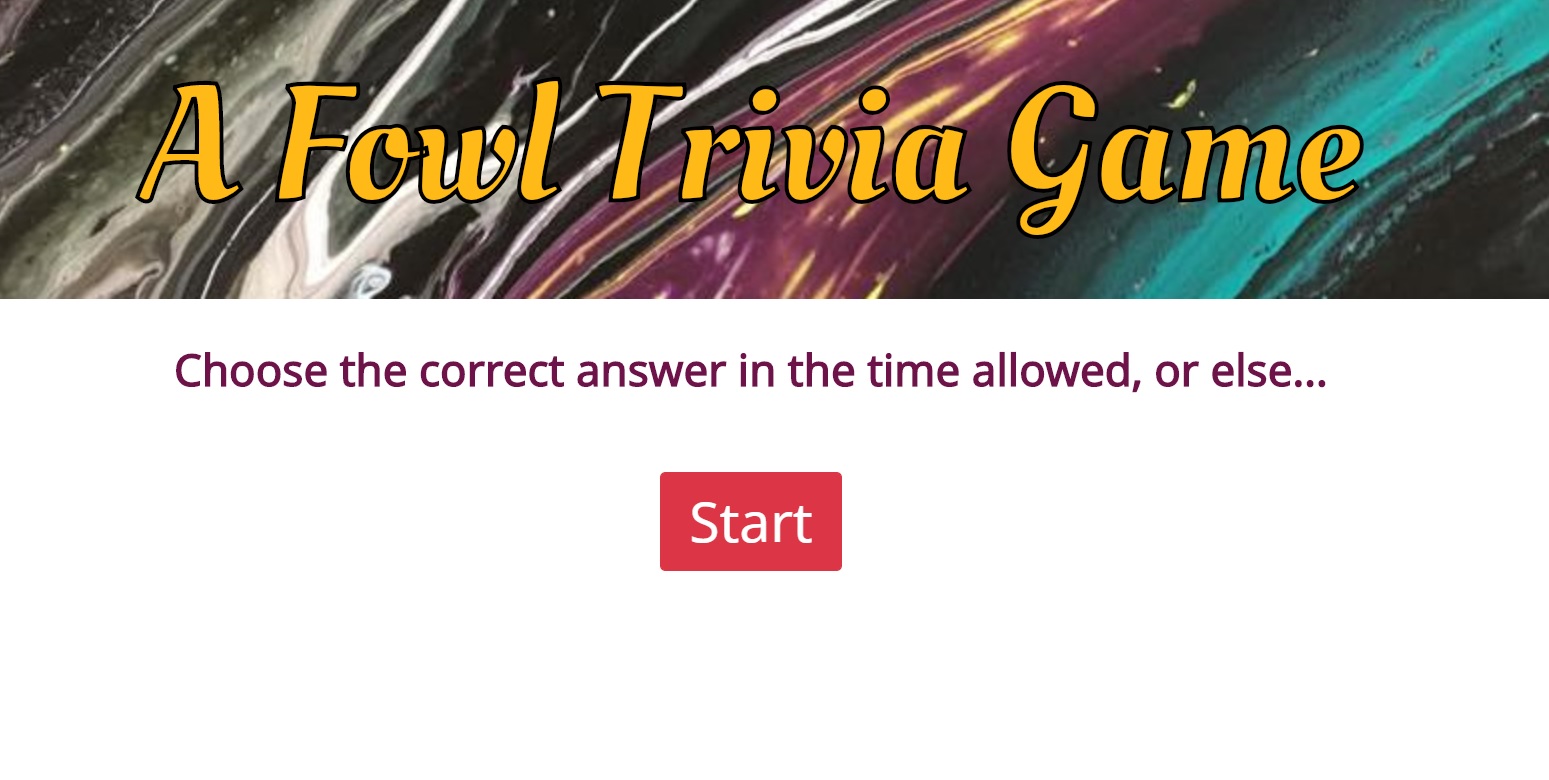 A Fowl Trivia Game
Choose the correct answer in the time allowed, or else...
Start